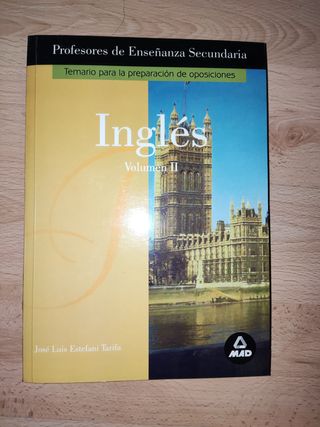 Profesores de Enseñanza Secundaria
Temario para la preparación de oposiciones
Inglés
Volumen II
José Luis Estefani Tarifa
MAD